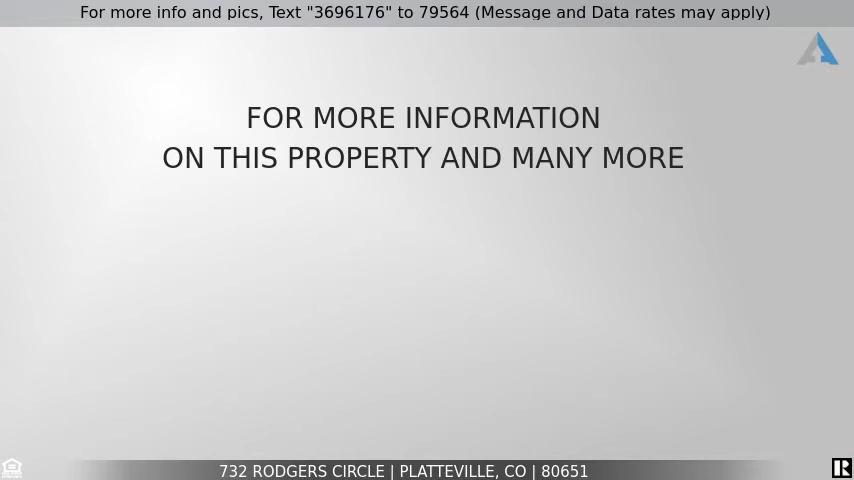 For more info and pics, Text "3696176" to 79564 (Message and Data rates may apply)
FOR MORE INFORMATION
ON THIS PROPERTY AND MANY MORE
732 RODGERS CIRCLE | PLATTEVILLE, CO | 80651